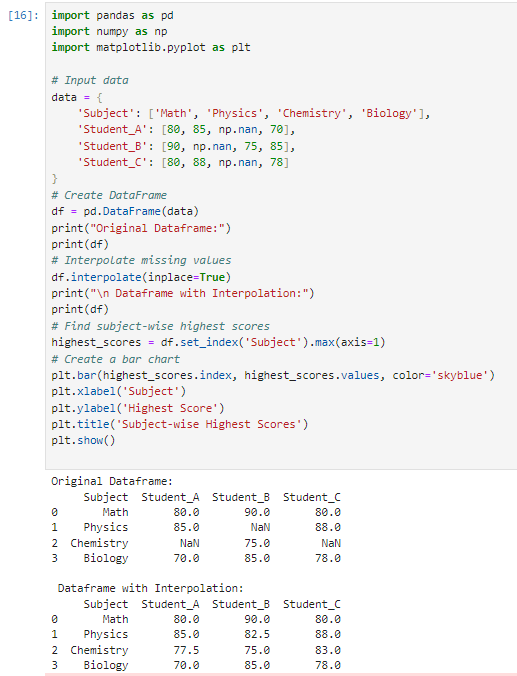 [16]: import pandas as pd
import numpy as np
import matplotlib.pyplot as plt

# Input data
data = {
    'Subject': ['Math', 'Physics', 'Chemistry', 'Biology'],
    'Student_A': [80, 85, np.nan, 70],
    'Student_B': [90, np.nan, 75, 85],
    'Student_C': [80, 88, np.nan, 78]
}
# Create DataFrame
df = pd.DataFrame(data)
print("Original Dataframe:")
print(df)
# Interpolate missing values
df.interpolate(inplace=True)
print("\n Dataframe with Interpolation:")
print(df)
# Find subject-wise highest scores
highest_scores = df.set_index('Subject').max(axis=1)
# Create a bar chart
plt.bar(highest_scores.index, highest_scores.values, color='skyblue')
plt.xlabel('Subject')
plt.ylabel('Highest Score')
plt.title('Subject-wise Highest Scores')
plt.show()

Original Dataframe:
     Subject  Student_A  Student_B  Student_C
0       Math       80.0       90.0       80.0
1    Physics       85.0        NaN       88.0
2  Chemistry        NaN       75.0        NaN
3    Biology       70.0       85.0       78.0

 Dataframe with Interpolation:
     Subject  Student_A  Student_B  Student_C
0       Math       80.0       90.0       80.0
1    Physics       85.0       82.5       88.0
2  Chemistry       77.5       75.0       83.0
3    Biology       70.0       85.0       78.0